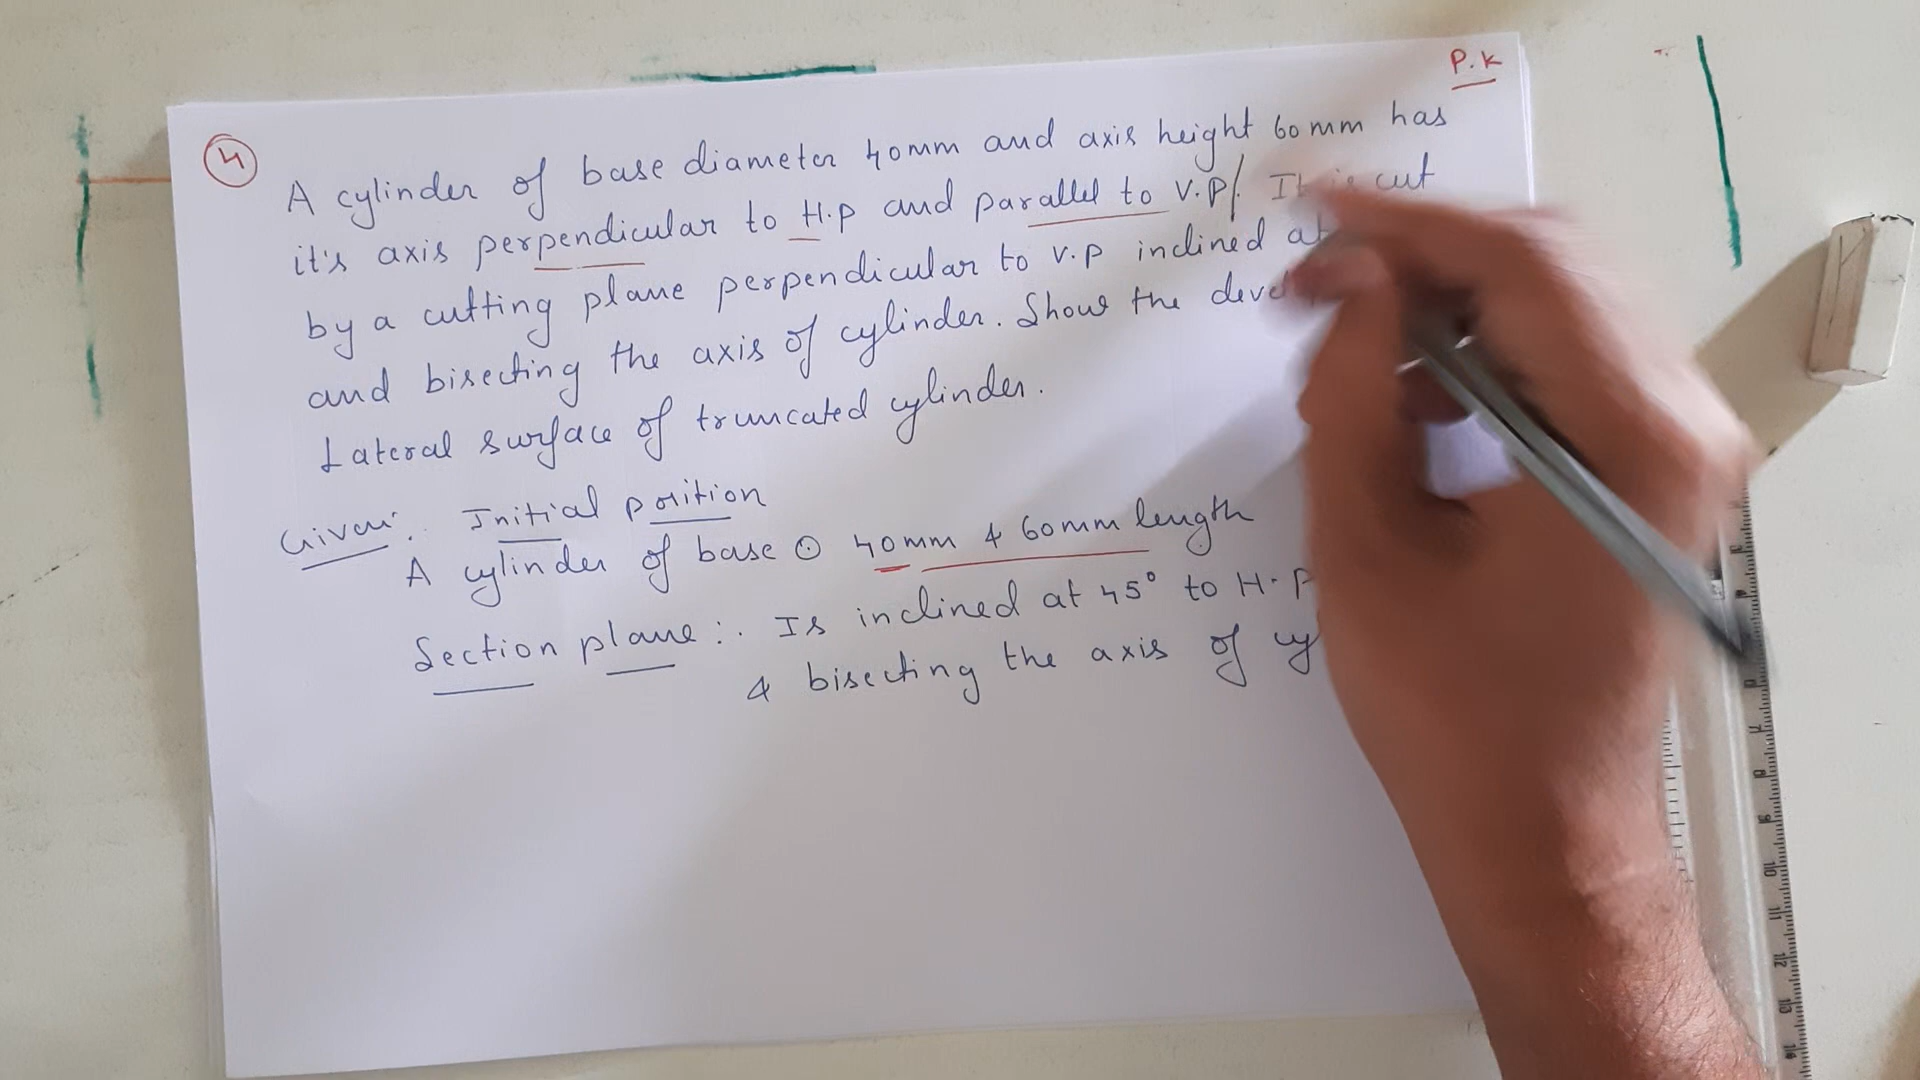 P.K
4
A cylinder of base diameter 40mm and axis height 60mm has
it's axis perpendicular to H.P and parallel to V.P. It is cut
by a cutting plane perpendicular to V.P inclined at
and bisecting the axis of cylinder. Show the
Lateral surface of truncated cylinder.
Given:. Initial position
A cylinder of base ⊙ 40mm & 60mm length
Section plane:. Is inclined at 45° to H.P
& bisecting the axis of